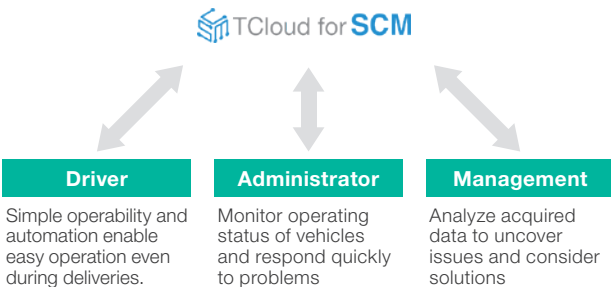 TCloud for SCM
Driver
Simple operability and
automation enable
easy operation even
during deliveries.
Administrator
Monitor operating
status of vehicles
and respond quickly
to problems
Management
Analyze acquired
data to uncover
issues and consider
solutions